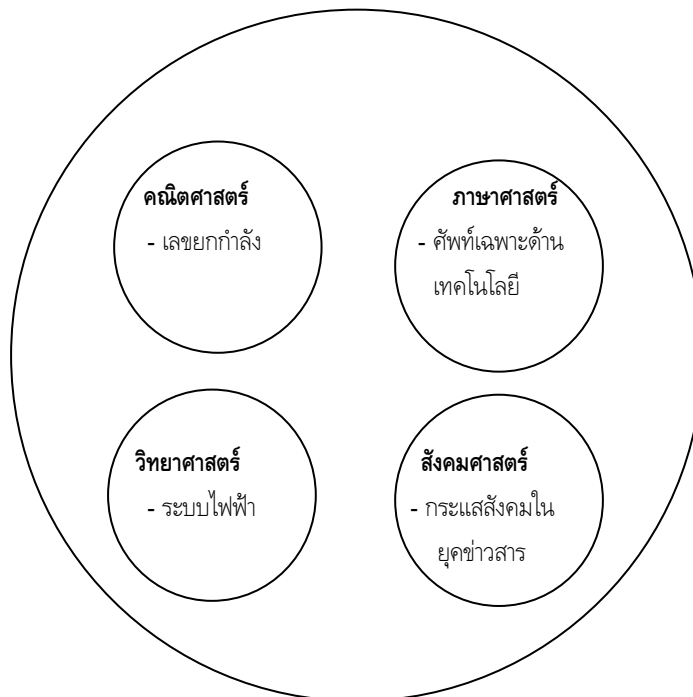 คณิตศาสตร์
- เลขยกกำลัง
ภาษาศาสตร์
- ศัพท์เฉพาะด้าน
เทคโนโลยี
วิทยาศาสตร์
- ระบบไฟฟ้า
สังคมศาสตร์
- กระแสสังคมใน
ยุคข่าวสาร